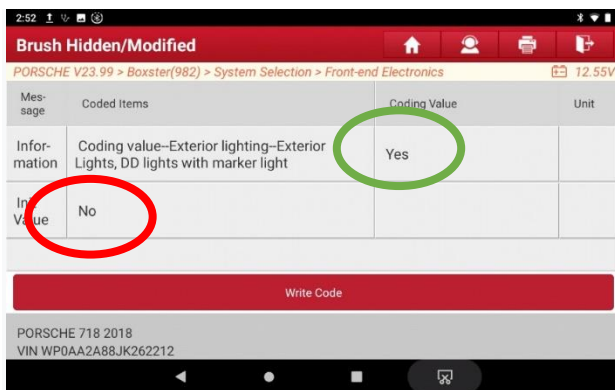 2:52
Brush Hidden/Modified
PORSCHE V23.99 > Boxster(982) > System Selection > Front-end Electronics 12.55V
Mes-
sage
Coded Items
Coding Value
Unit
Infor-
mation
Coding value--Exterior lighting--Exterior
Lights, DD lights with marker light
Yes
Value
No
Write Code
PORSCHE 718 2018
VIN WP0AA2A88JK262212